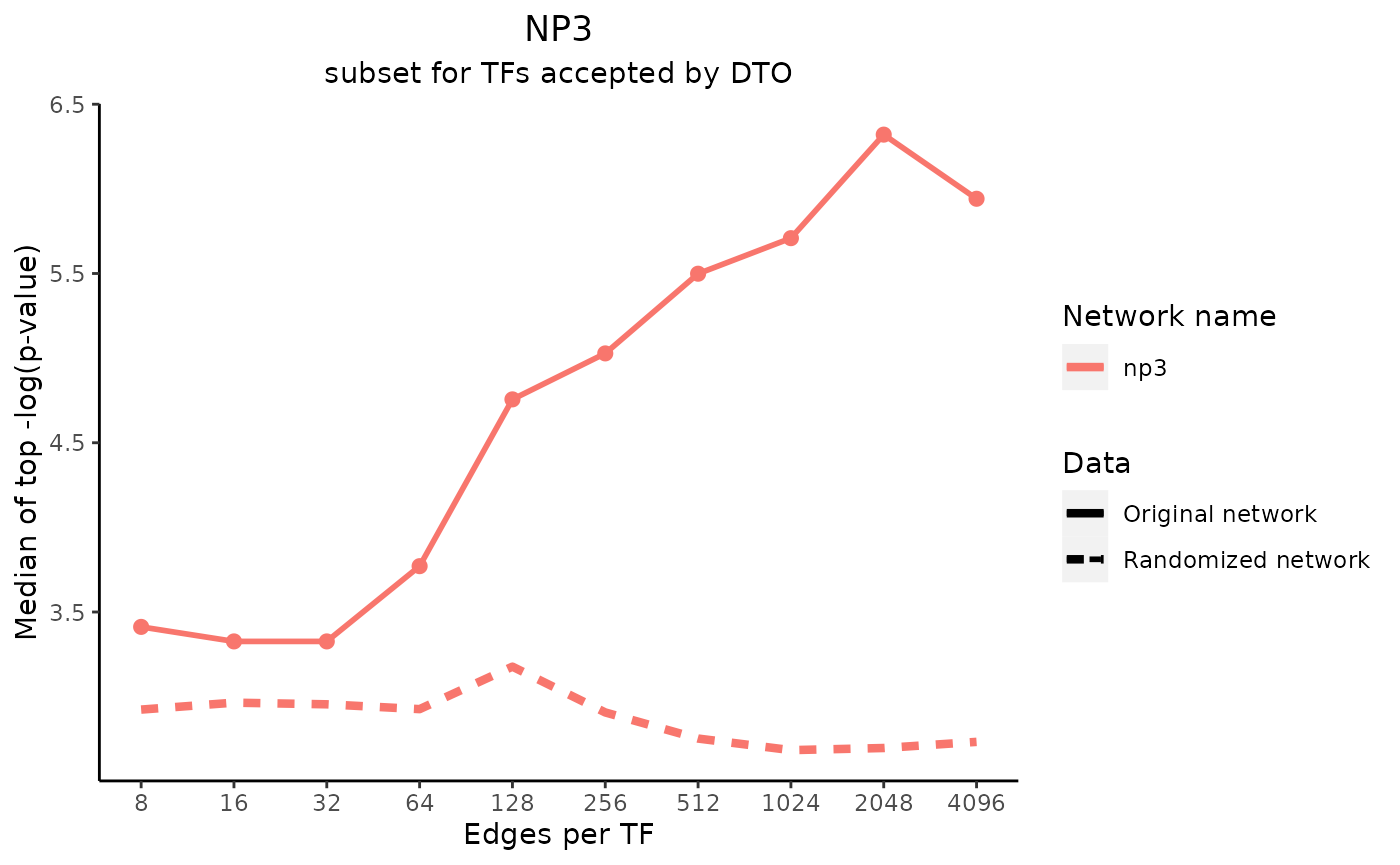 NP3
subset for TFs accepted by DTO
6.5
5.5
4.5
3.5
Median of top -log(p-value)
8 16 32 64 128 256 512 1024 2048 4096
Edges per TF
Network name
np3
Data
Original network
Randomized network